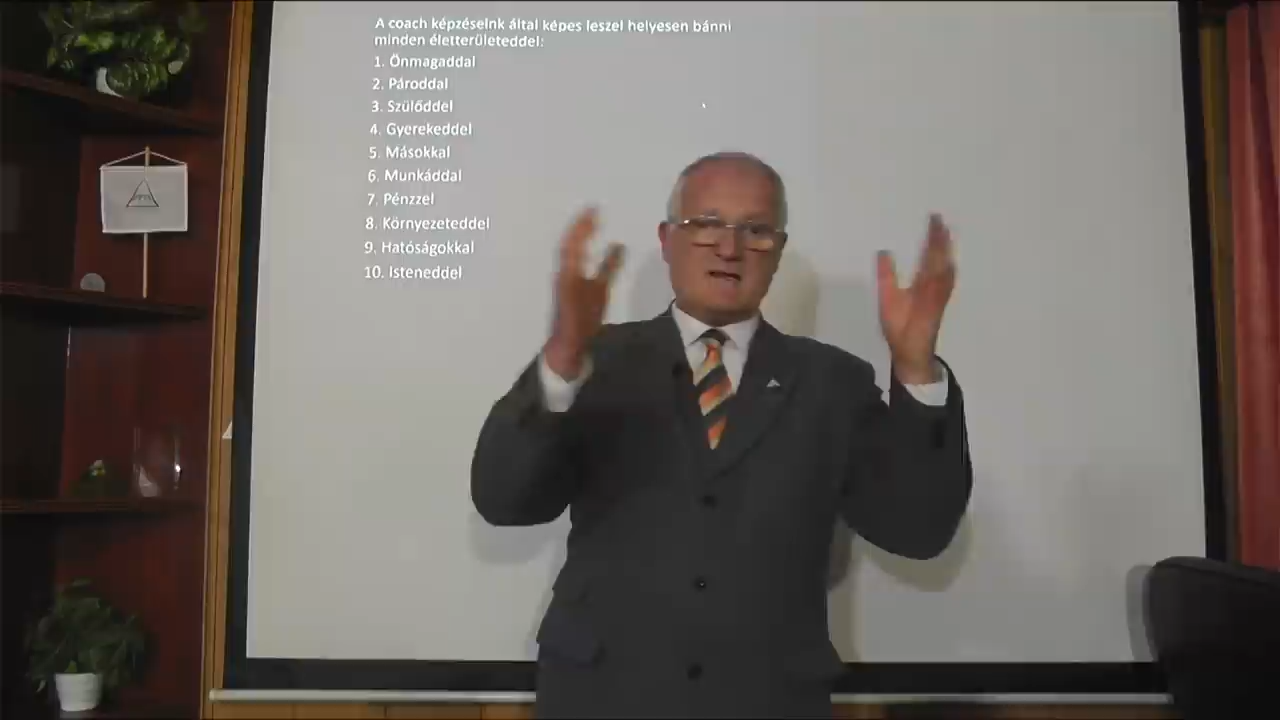 A coach képzéseink által képes leszel helyesen bánni
minden életterületeddel:
1. Önmagaddal
2. Pároddal
3. Szülőddel
4. Gyerekeddel
5. Másokkal
6. Munkáddal
7. Pénzzel
8. Környezeteddel
9. Hatóságokkal
10. Isteneddel